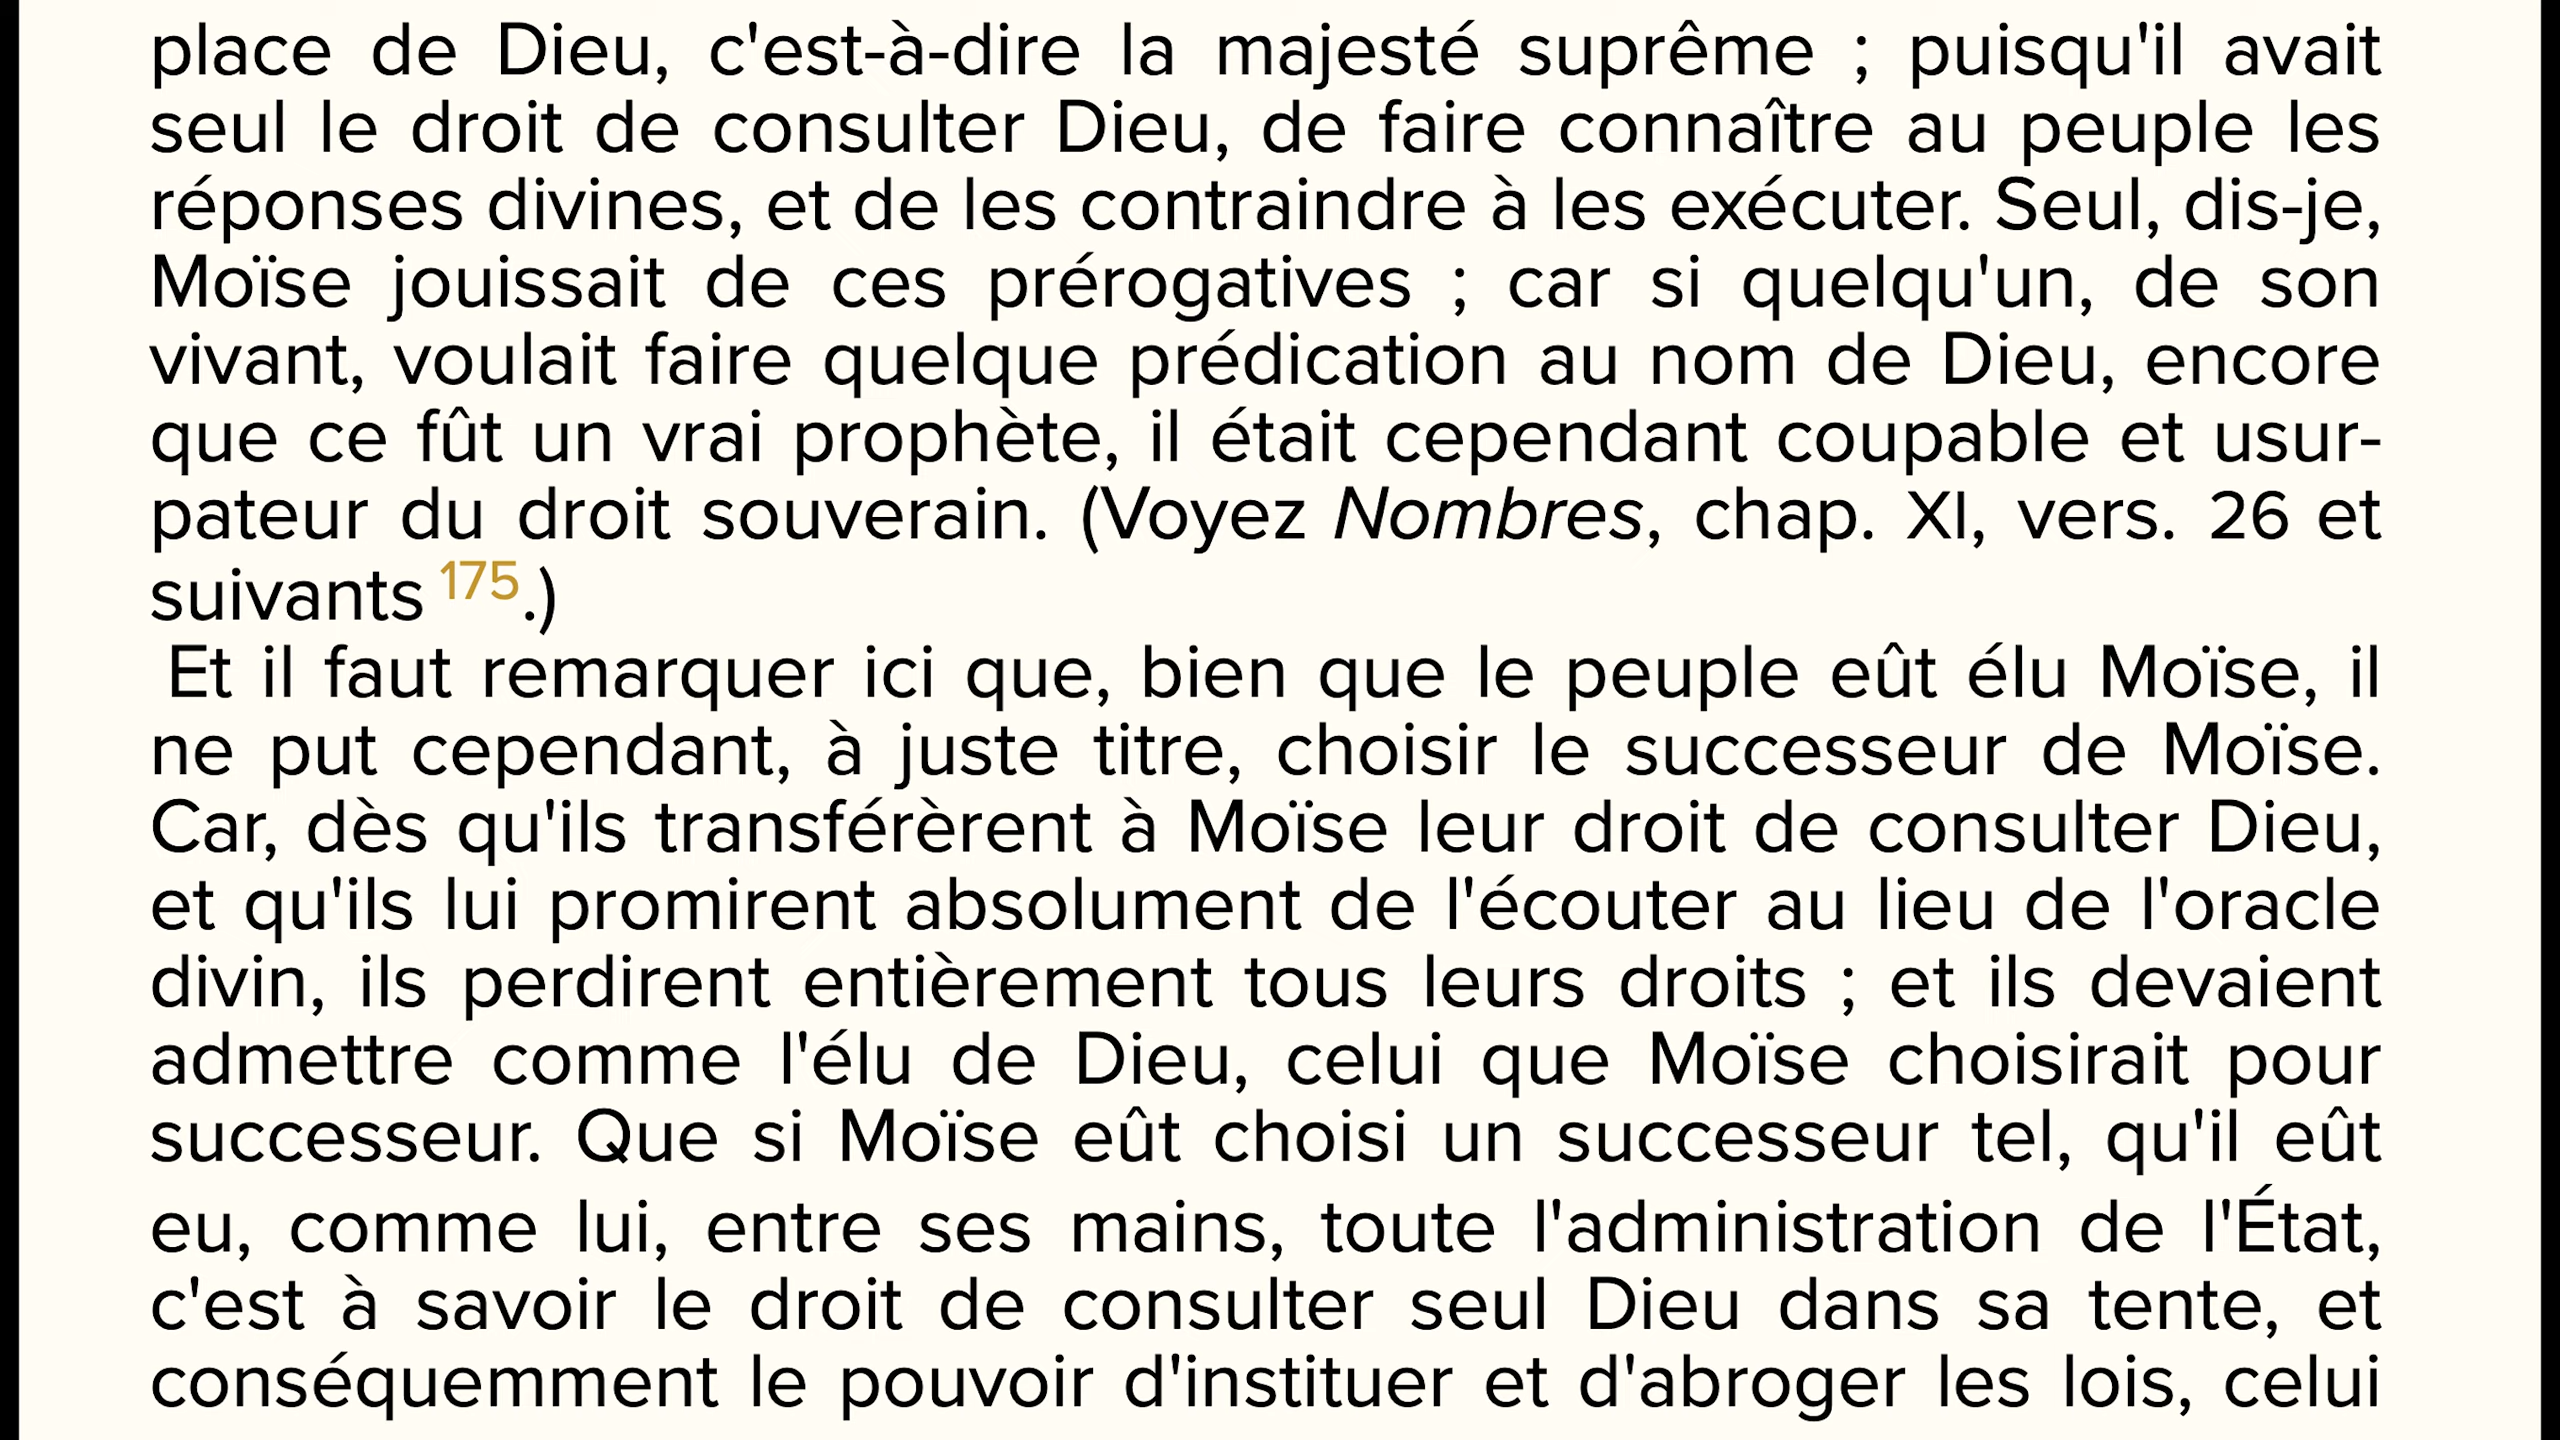 place de Dieu, c'est-à-dire la majesté suprême ; puisqu'il avait
seul le droit de consulter Dieu, de faire connaître au peuple les
réponses divines, et de les contraindre à les exécuter. Seul, dis-je,
Moïse jouissait de ces prérogatives ; car si quelqu'un, de son
vivant, voulait faire quelque prédication au nom de Dieu, encore
que ce fût un vrai prophète, il était cependant coupable et usur-
pateur du droit souverain. (Voyez Nombres, chap. XI, vers. 26 et
suivants 175.)
Et il faut remarquer ici que, bien que le peuple eût élu Moïse, il
ne put cependant, à juste titre, choisir le successeur de Moïse.
Car, dès qu'ils transférèrent à Moïse leur droit de consulter Dieu,
et qu'ils lui promirent absolument de l'écouter au lieu de l'oracle
divin, ils perdirent entièrement tous leurs droits ; et ils devaient
admettre comme l'élu de Dieu, celui que Moïse choisirait pour
successeur. Que si Moïse eût choisi un successeur tel, qu'il eût
eu, comme lui, entre ses mains, toute l'administration de l'État,
c'est à savoir le droit de consulter seul Dieu dans sa tente, et
conséquemment le pouvoir d'instituer et d'abroger les lois, celui